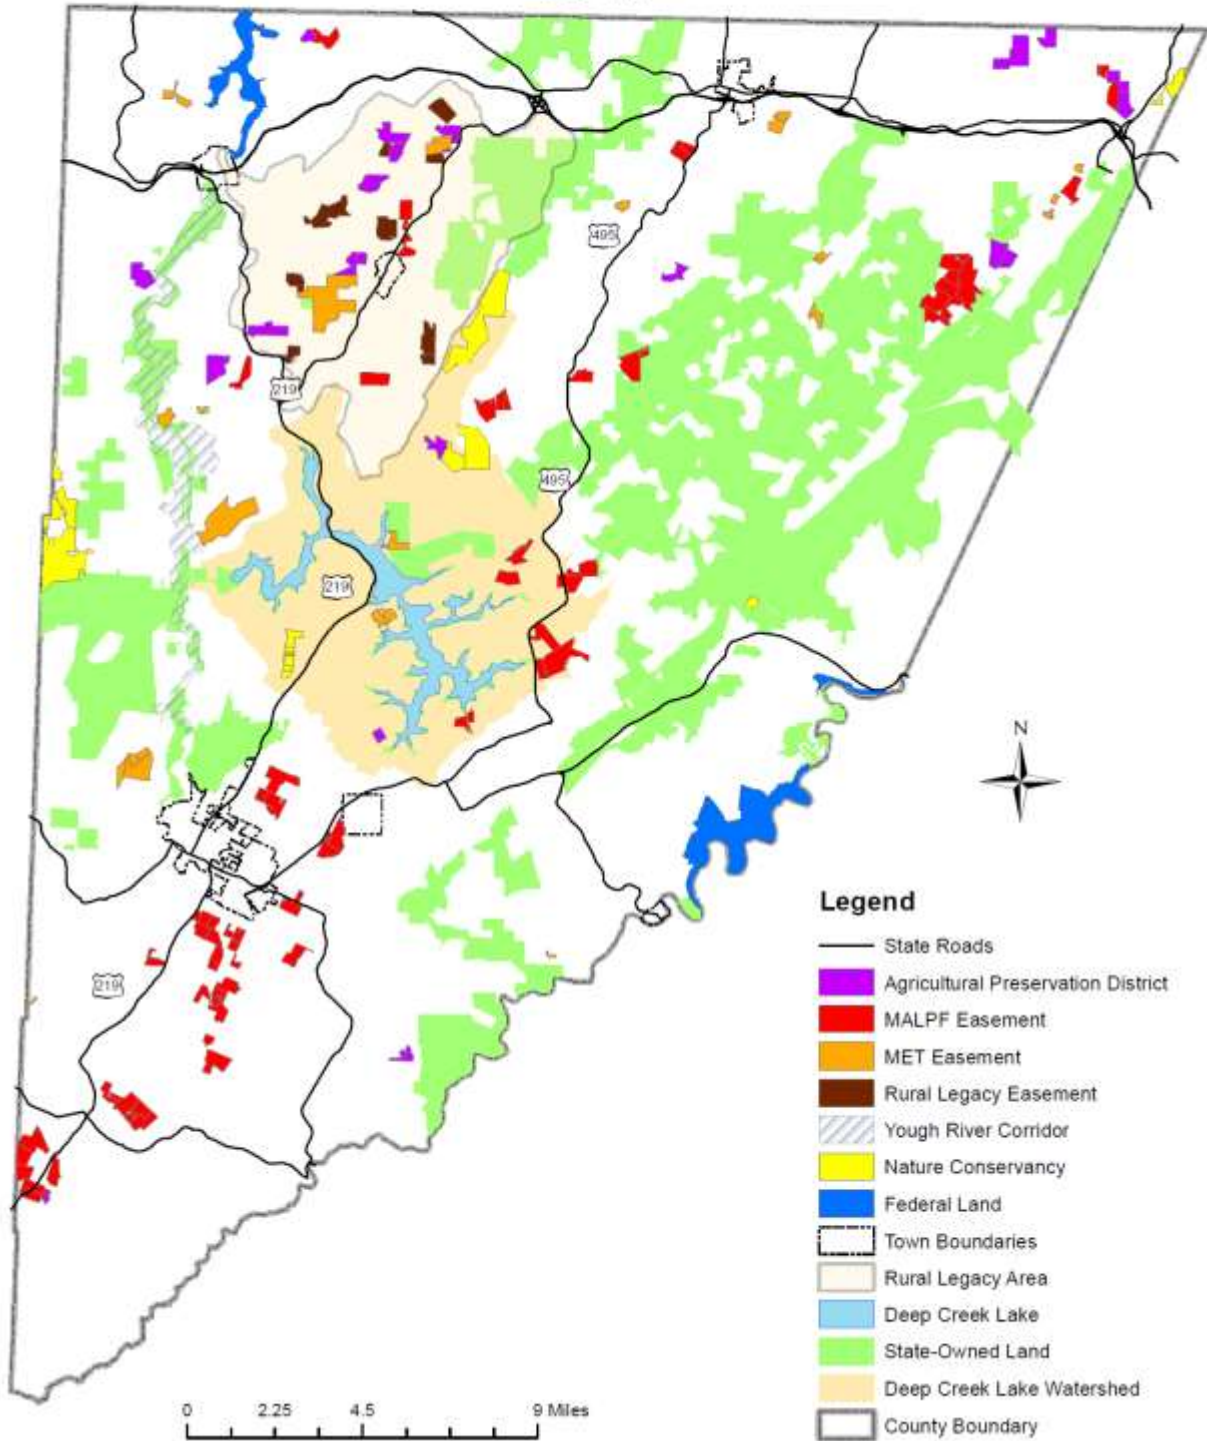 495
219
495
219
N
219
Legend
State Roads
Agricultural Preservation District
MALPF Easement
MET Easement
Rural Legacy Easement
Yough River Corridor
Nature Conservancy
Federal Land
Town Boundaries
Rural Legacy Area
Deep Creek Lake
State-Owned Land
Deep Creek Lake Watershed
County Boundary
0 2.25 4.5 9 Miles